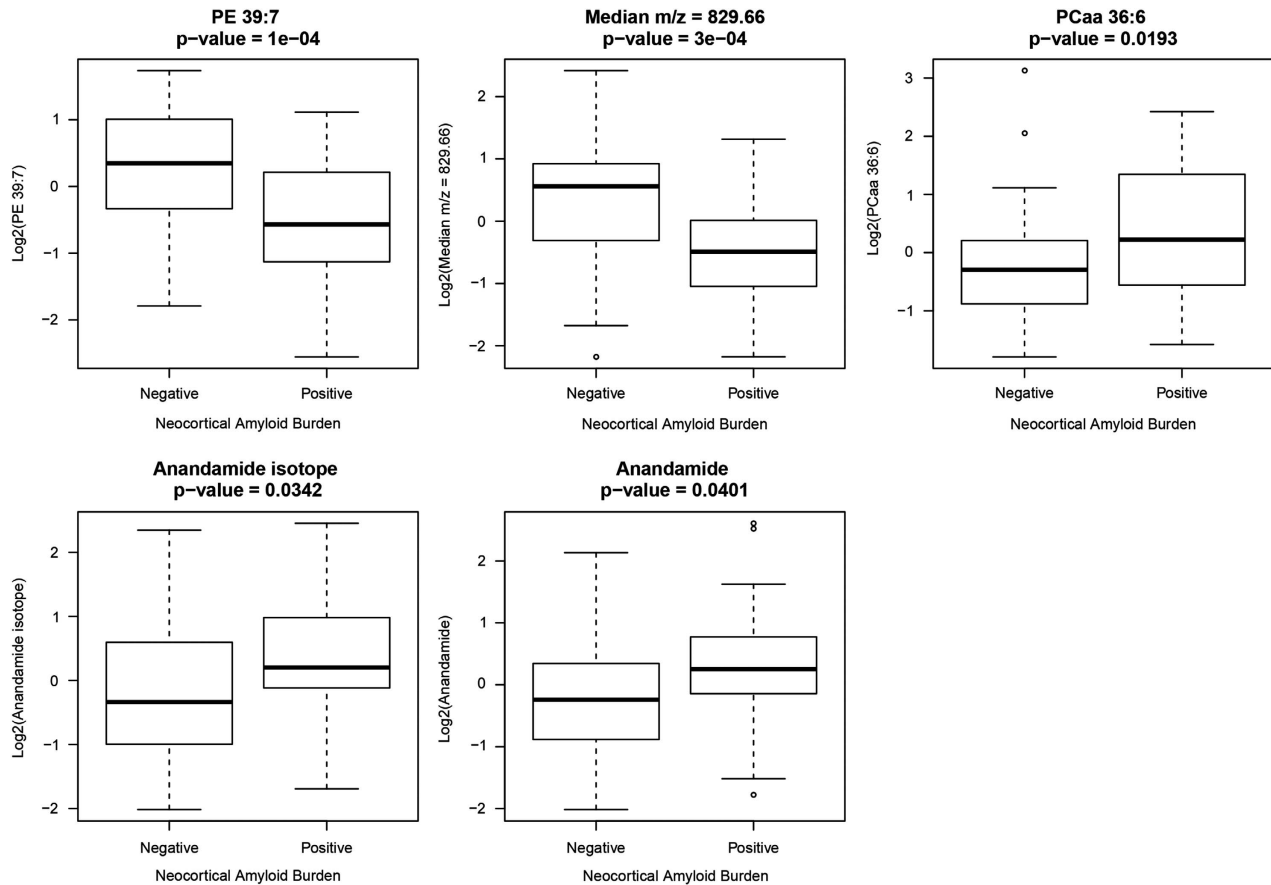 PE 39:7
p−value = 1e−04
Log2(PE 39:7)
1
0
−1
−2
Negative
Positive
Neocortical Amyloid Burden
Median m/z = 829.66
p−value = 3e−04
Log2(Median m/z = 829.66)
2
1
0
−1
−2
Negative
Positive
Neocortical Amyloid Burden
PCaa 36:6
p−value = 0.0193
Log2(PCaa 36:6)
3
2
1
0
−1
Negative
Positive
Neocortical Amyloid Burden
Anandamide isotope
p−value = 0.0342
Log2(Anandamide isotope)
2
1
0
−1
−2
Negative
Positive
Neocortical Amyloid Burden
Anandamide
p−value = 0.0401
Log2(Anandamide)
2
1
0
−1
−2
Negative
Positive
Neocortical Amyloid Burden